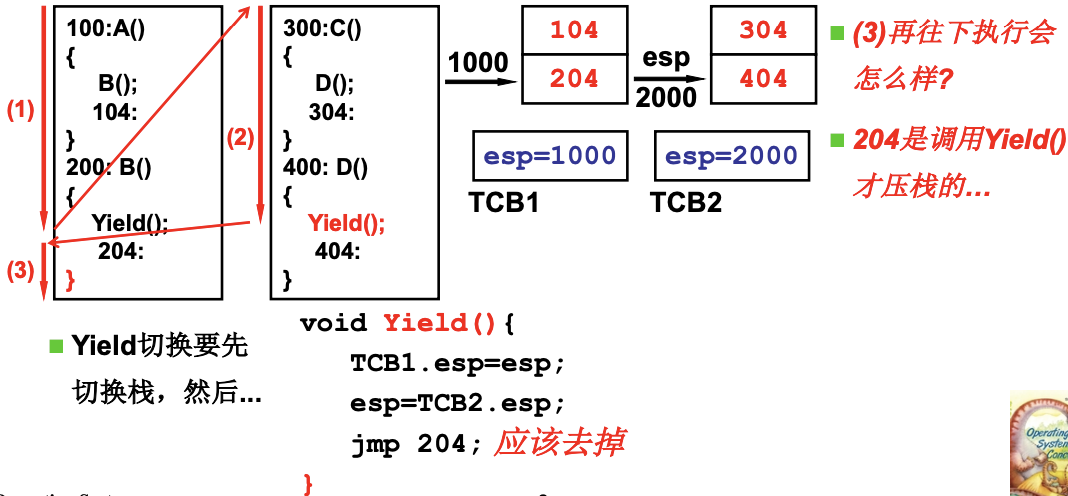 (1)
100:A()
{
B();
104:
}
200: B()
{
Yield();
204:
}
(3)
(2)
300:C()
{
D();
304:
}
400: D()
{
Yield();
404:
}
1000
104
204
esp
2000
304
404
esp=1000
TCB1
esp=2000
TCB2
(3)再往下执行会
怎么样?
204是调用Yield()
才压栈的...
Yield切换要先
切换栈，然后...
void Yield(){
TCB1.esp=esp;
esp=TCB2.esp;
jmp 204; 应该去掉
}
Operating
System